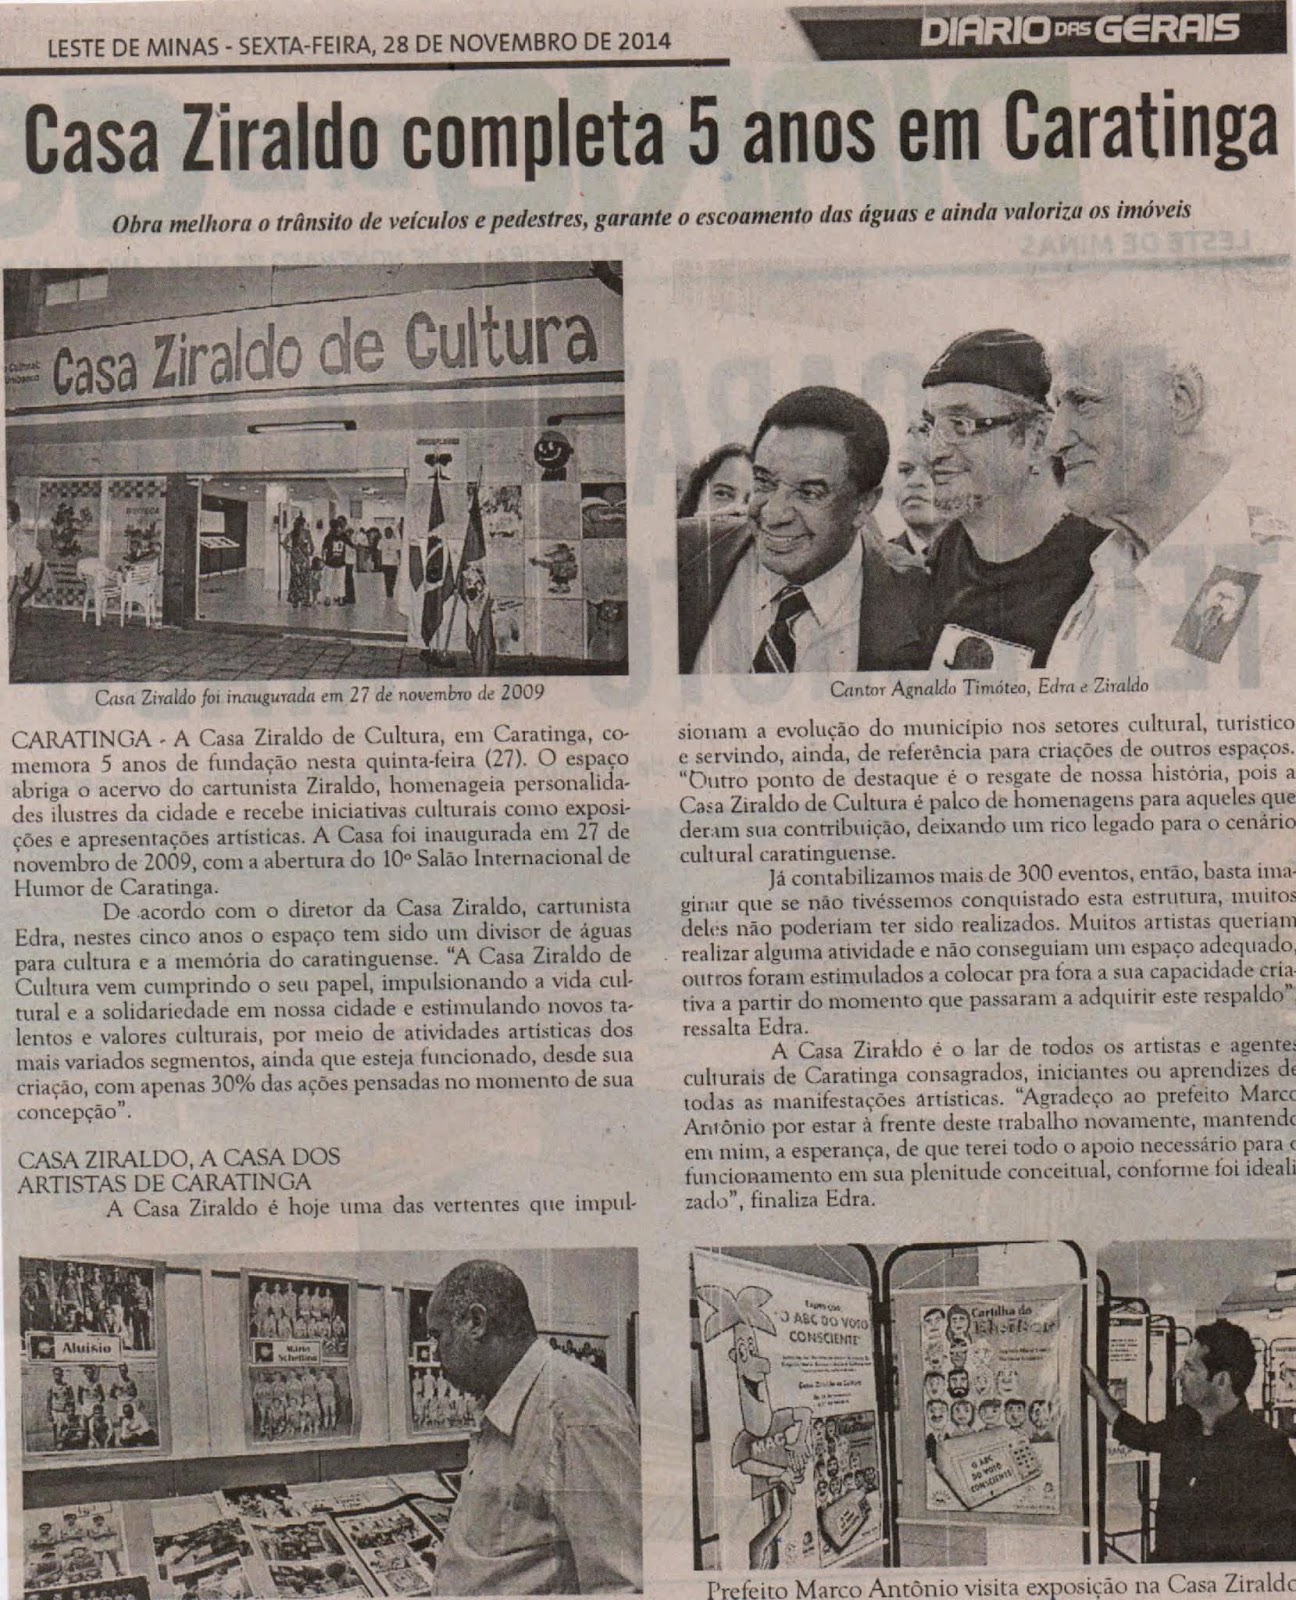 LESTE DE MINAS - SEXTA-FEIRA, 28 DE NOVEMBRO DE 2014
DIÁRIO DAS GERAIS
Casa Ziraldo completa 5 anos em Caratinga
Obra melhora o trânsito de veículos e pedestres, garante o escoamento das águas e ainda valoriza os imóveis
Casa Ziraldo de Cultura
Casa Ziraldo foi inaugurada em 27 de novembro de 2009
Cantor Agnaldo Timóteo, Edra e Ziraldo
CARATINGA - A Casa Ziraldo de Cultura, em Caratinga, co-
memora 5 anos de fundação nesta quinta-feira (27). O espaço
abriga o acervo do cartunista Ziraldo, homenageia personalida-
des ilustres da cidade e recebe iniciativas culturais como exposi-
ções e apresentações artísticas. A Casa foi inaugurada em 27 de
novembro de 2009, com a abertura do 10º Salão Internacional de
Humor de Caratinga.
De acordo com o diretor da Casa Ziraldo, cartunista
Edra, nestes cinco anos o espaço tem sido um divisor de águas
para cultura e a memória do caratinguense. “A Casa Ziraldo de
Cultura vem cumprindo o seu papel, impulsionando a vida cul-
tural e a solidariedade em nossa cidade e estimulando novos ta-
lentos e valores culturais, por meio de atividades artísticas dos
mais variados segmentos, ainda que esteja funcionado, desde sua
criação, com apenas 30% das ações pensadas no momento de sua
concepção”.
CASA ZIRALDO, A CASA DOS
ARTISTAS DE CARATINGA
A Casa Ziraldo é hoje uma das vertentes que impul-
sionam a evolução do município nos setores cultural, turístico
e servindo, ainda, de referência para criações de outros espaços.
“Outro ponto de destaque é o resgate de nossa história, pois a
Casa Ziraldo de Cultura é palco de homenagens para aqueles que
deram sua contribuição, deixando um rico legado para o cenário
cultural caratinguense.
Já contabilizamos mais de 300 eventos, então, basta ima-
ginar que se não tivéssemos conquistado esta estrutura, muitos
deles não poderiam ter sido realizados. Muitos artistas queriam
realizar alguma atividade e não conseguiam um espaço adequado,
outros foram estimulados a colocar pra fora a sua capacidade cria-
tiva a partir do momento que passaram a adquirir este respaldo”,
ressalta Edra.
A Casa Ziraldo é o lar de todos os artistas e agentes
culturais de Caratinga consagrados, iniciantes ou aprendizes de
todas as manifestações artísticas. “Agradeço ao prefeito Marco
Antônio por estar à frente deste trabalho novamente, mantendo
em mim, a esperança, de que terei todo o apoio necessário para o
funcionamento em sua plenitude conceitual, conforme foi ideali
zado”, finaliza Edra.
Aluísio
Mário
Schettino
O ABC DO VOTO
CONSCIENTE
Casa Ziraldo de Cultura
MAC
Cartilha do
Eleitor
O ABC
DO VOTO
CONSCIENTE
Prefeito Marco Antônio visita exposição na Casa Ziraldo